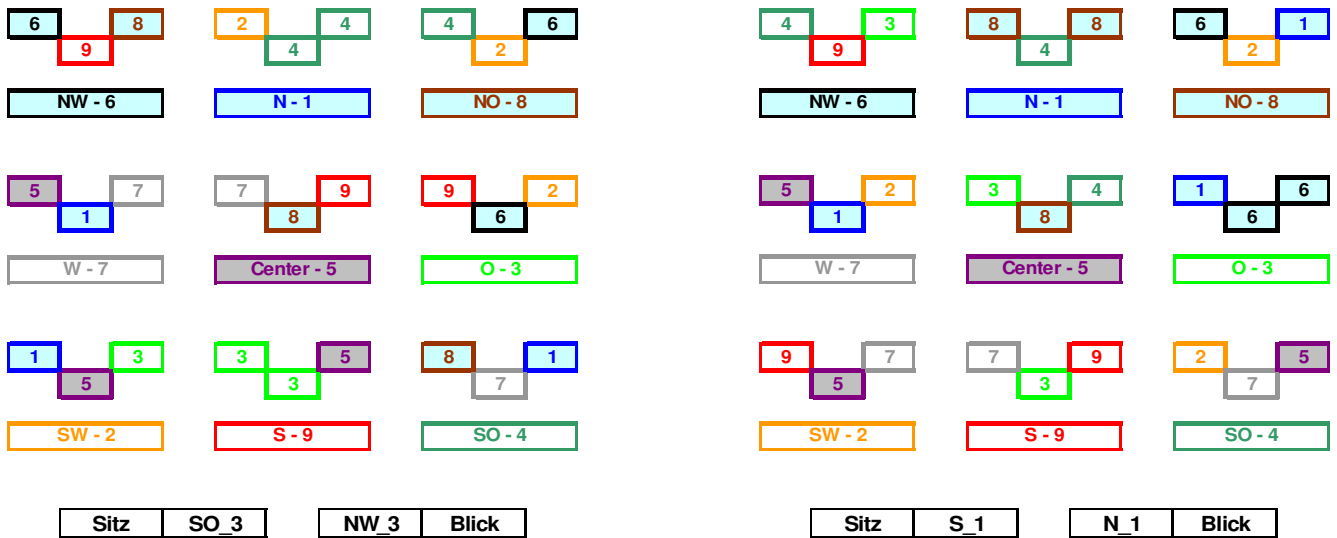 6 8 2 4 4 6 4 3 8 8 6 1
9 4 2 9 4 2
NW - 6 N - 1 NO - 8 NW - 6 N - 1 NO - 8
5 7 7 9 9 2 5 2 3 4 1 6
1 8 6 1 8 6
W - 7 Center - 5 O - 3 W - 7 Center - 5 O - 3
1 3 3 5 8 1 9 7 7 9 2 5
5 3 7 5 3 7
SW - 2 S - 9 SO - 4 SW - 2 S - 9 SO - 4
Sitz SO_3 NW_3 Blick Sitz S_1 N_1 Blick